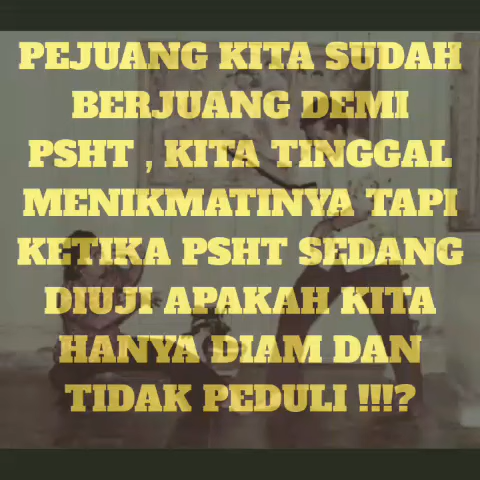 PEJUANG KITA SUDAH
BERJUANG DEMI
PSHT , KITA TINGGAL
MENIKMATINYA TAPI
KETIKA PSHT SEDANG
DIUJI APAKAH KITA
HANYA DIAM DAN
TIDAK PEDULI !!!?